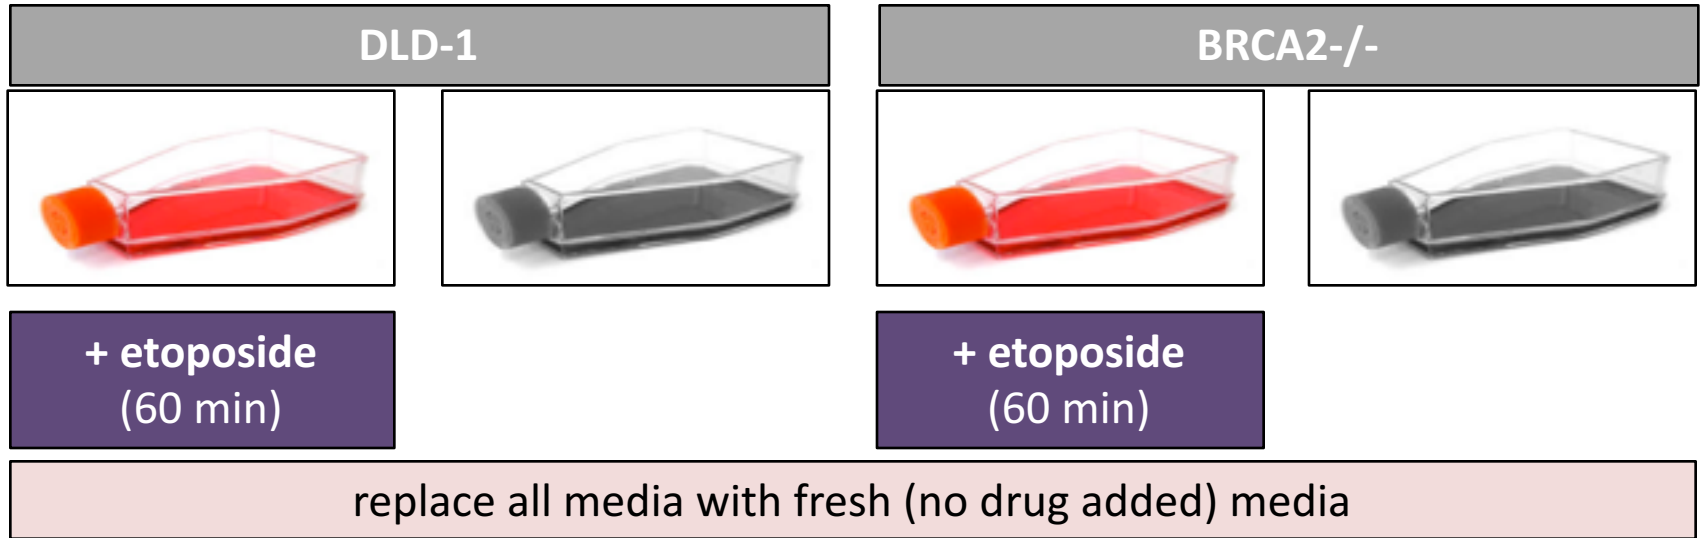 DLD-1
BRCA2-/-
+ etoposide
(60 min)
+ etoposide
(60 min)
replace all media with fresh (no drug added) media